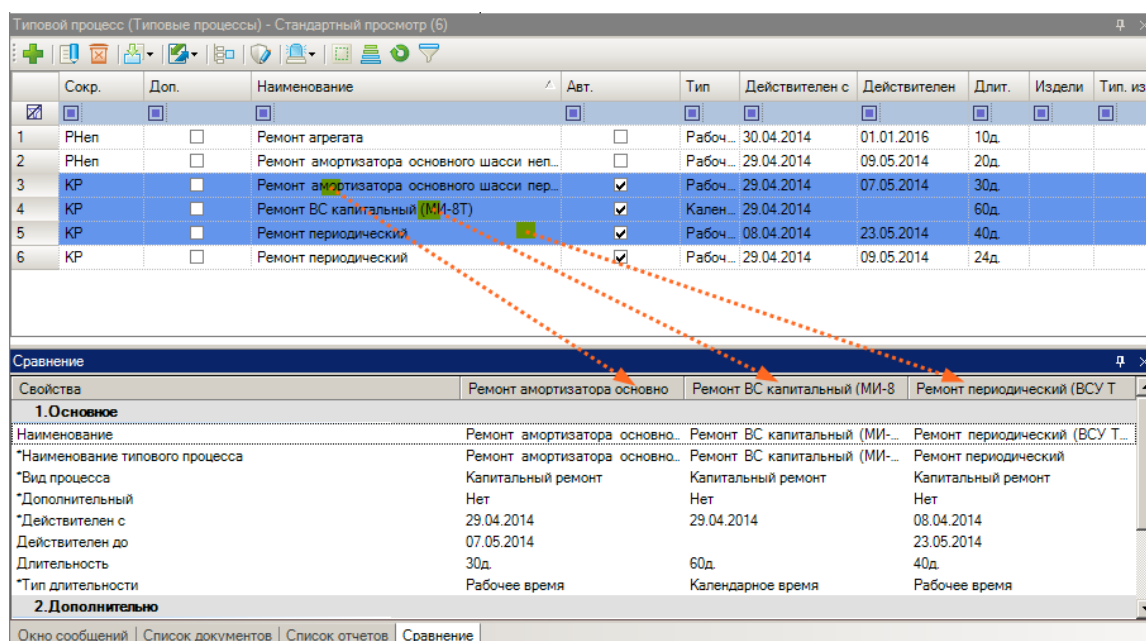 Типовой процесс (Типовые процессы) - Стандартный просмотр (6)
Сокр. Доп. Наименование Авт. Тип Действителен с Действителен Длит. Издели Тип. из
1 РНеп Ремонт агрегата Рабоч... 30.04.2014 01.01.2016 10д.
2 РНеп Ремонт амортизатора основного шасси неп... Рабоч... 29.04.2014 09.05.2014 20д.
3 КР Ремонт амортизатора основного шасси пер... Рабоч... 29.04.2014 07.05.2014 30д.
4 КР Ремонт ВС капитальный (МИ-8Т) Кален... 29.04.2014 60д.
5 КР Ремонт периодический Рабоч... 08.04.2014 23.05.2014 40д.
6 КР Ремонт периодический Рабоч... 29.04.2014 09.05.2014 24д.
Сравнение
Свойства Ремонт амортизатора основно Ремонт ВС капитальный (МИ-8 Ремонт периодический (ВСУ Т
1.Основное
Наименование Ремонт амортизатора основно... Ремонт ВС капитальный (МИ-... Ремонт периодический (ВСУ Т...
*Наименование типового процесса Ремонт амортизатора основно... Ремонт ВС капитальный (МИ-... Ремонт периодический
*Вид процесса Капитальный ремонт Капитальный ремонт Капитальный ремонт
*Дополнительный Нет Нет Нет
*Действителен с 29.04.2014 29.04.2014 08.04.2014
Действителен до 07.05.2014 23.05.2014
Длительность 30д. 60д. 40д.
*Тип длительности Рабочее время Календарное время Рабочее время
2.Дополнительно
Окно сообщений Список документов Список отчетов Сравнение